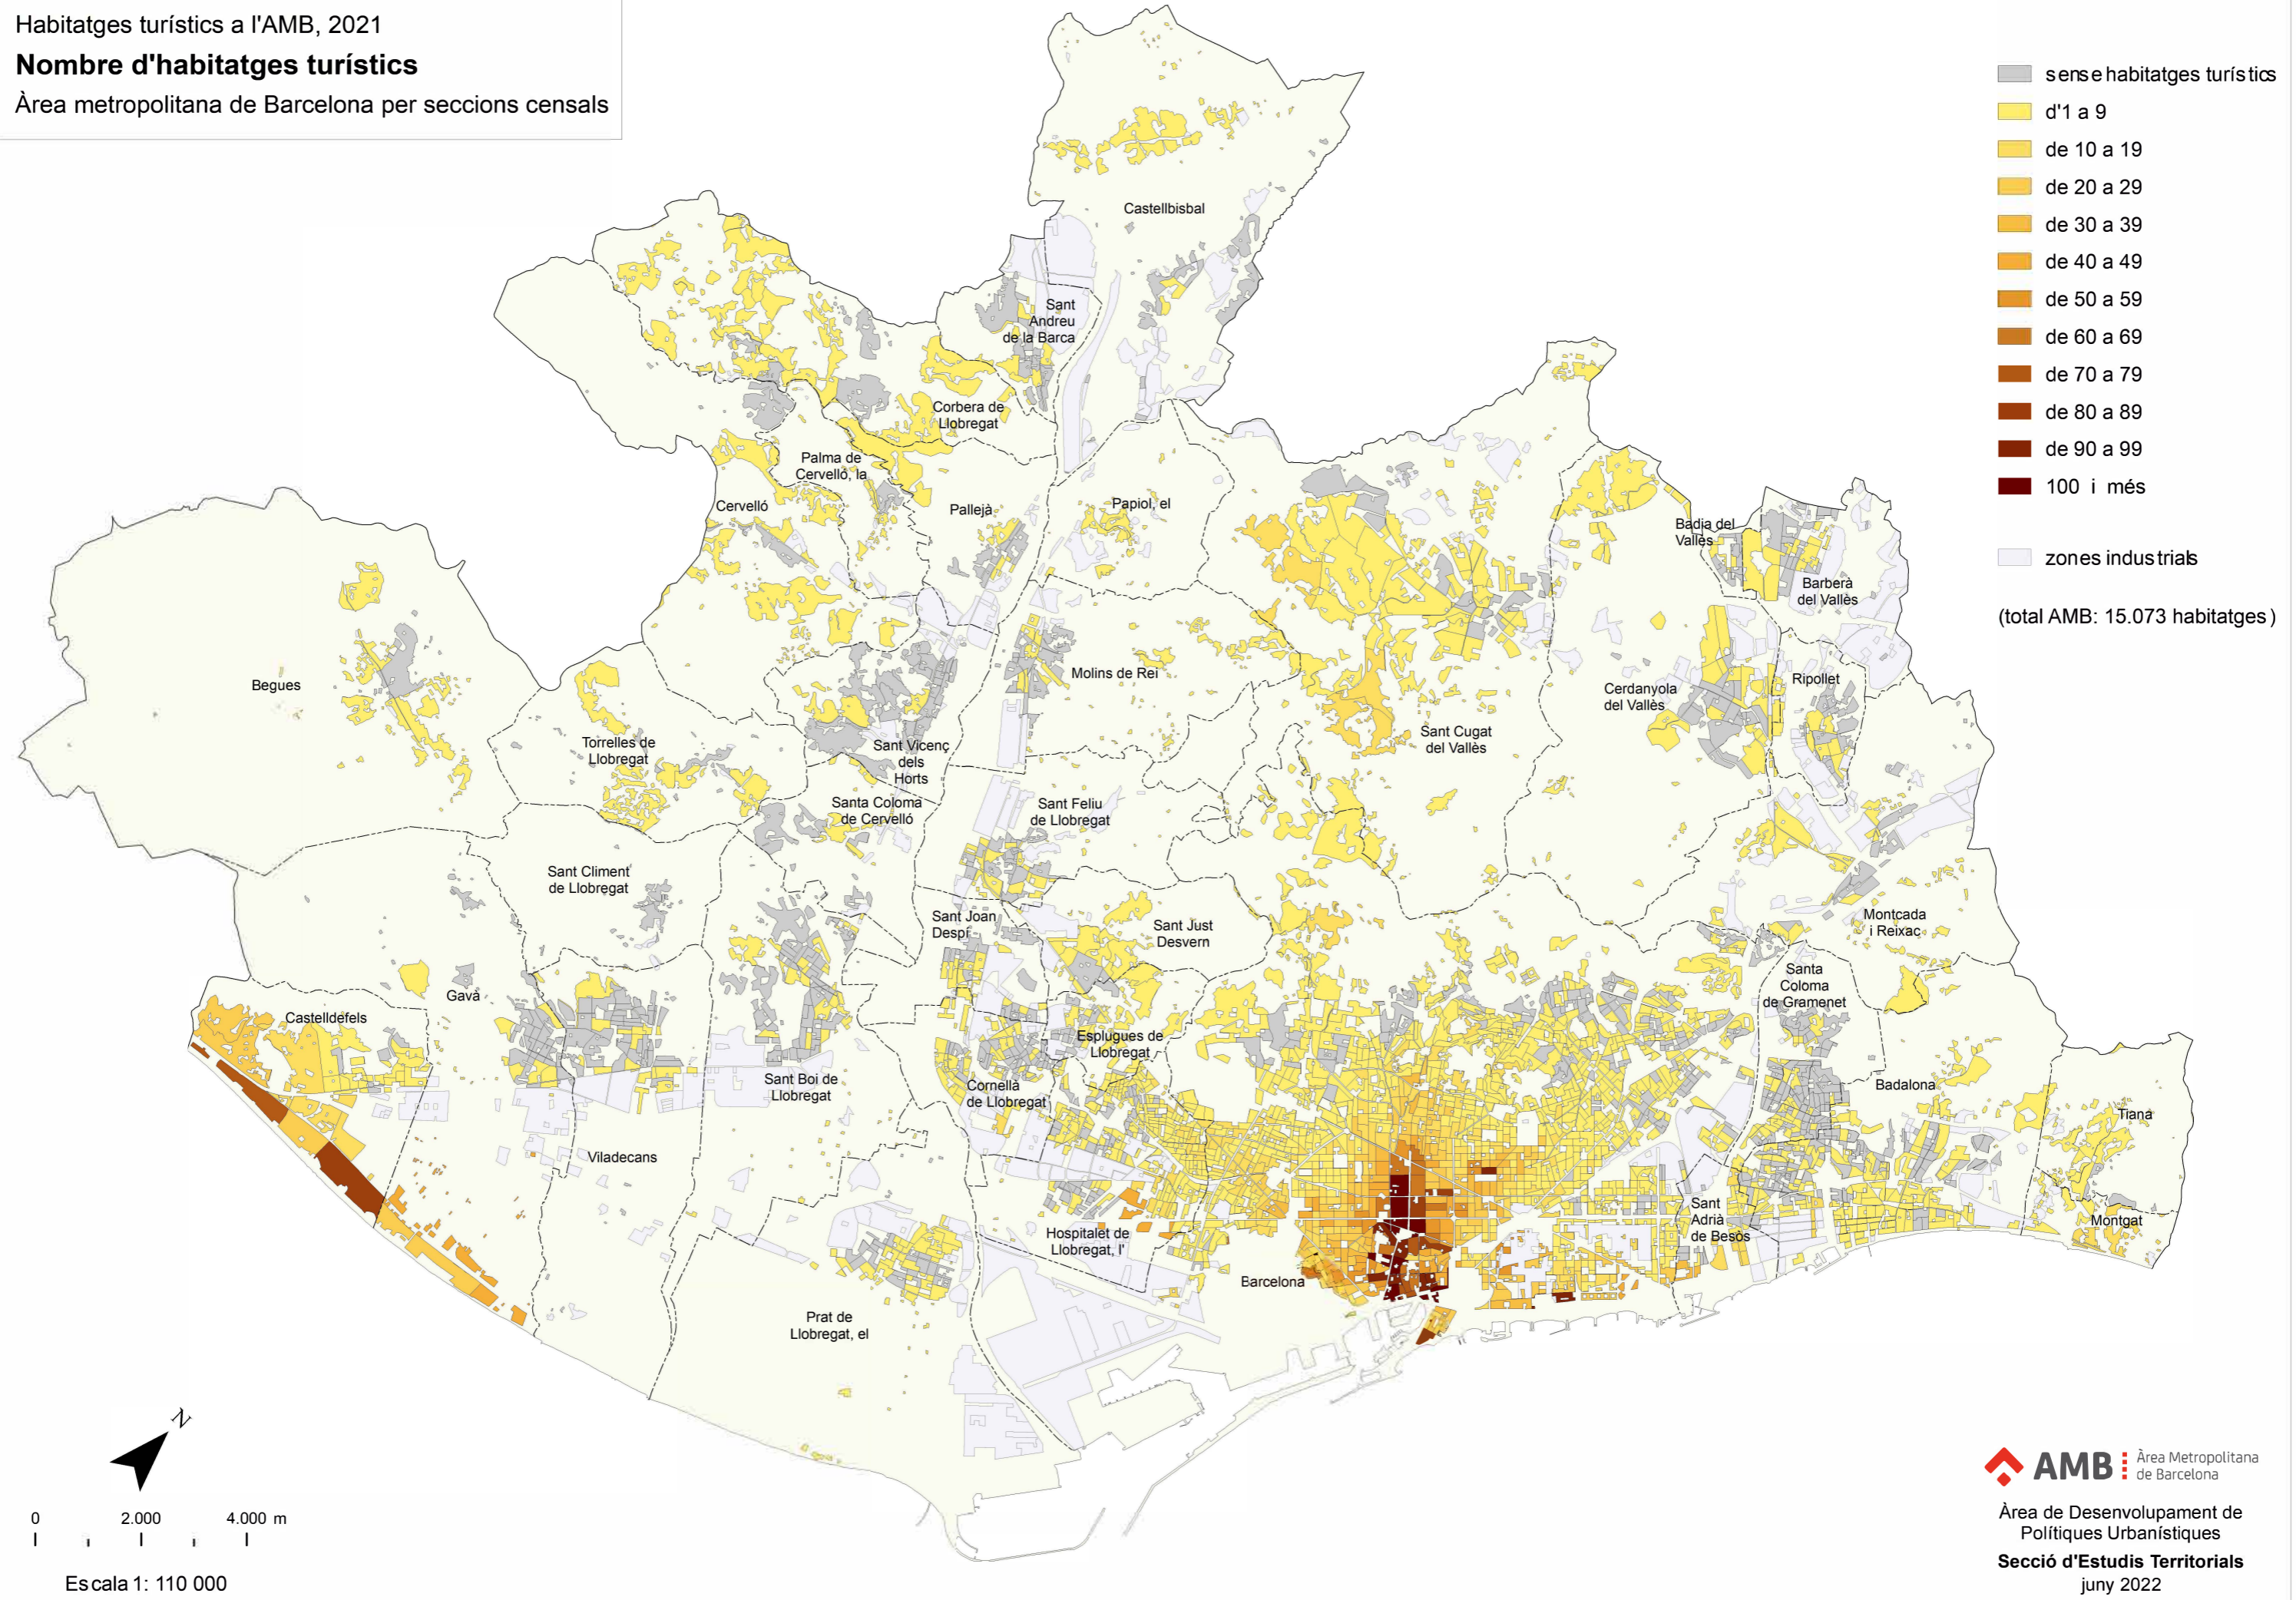 Habitatges turístics a l'AMB, 2021
Nombre d'habitatges turístics
Àrea metropolitana de Barcelona per seccions censals
sense habitatges turístics
d'1 a 9
de 10 a 19
de 20 a 29
de 30 a 39
de 40 a 49
de 50 a 59
de 60 a 69
de 70 a 79
de 80 a 89
de 90 a 99
100 i més
zones industrials
(total AMB: 15.073 habitatges)
Castellbisbal
Sant
Andreu
de la Barca
Corbera de
Llobregat
Palma de
Cervelló, la
Cervelló
Pallejà
Papiol, el
Badia del
Vallès
Barberà
del Vallès
Begues
Molins de Rei
Ripollet
Cerdanyola
del Vallès
Sant Cugat
del Vallès
Torrelles de
Llobregat
Sant Vicenç
dels
Horts
Santa Coloma
de Cervelló
Sant Feliu
de Llobregat
Sant Climent
de Llobregat
Sant Joan
Despí
Sant Just
Desvern
Montcada
i Reixac
Santa
Coloma
de Gramenet
Gavà
Castelldefels
Esplugues de
Llobregat
Sant Boi de
Llobregat
Cornellà
de Llobregat
Badalona
Tiana
Viladecans
Sant
Adrià
de Besòs
Montgat
Hospitalet de
Llobregat, l'
Barcelona
Prat de
Llobregat, el
N
0 2.000 4.000 m
Escala 1: 110 000
AMB
Àrea Metropolitana
de Barcelona
Àrea de Desenvolupament de
Polítiques Urbanístiques
Secció d'Estudis Territorials
juny 2022